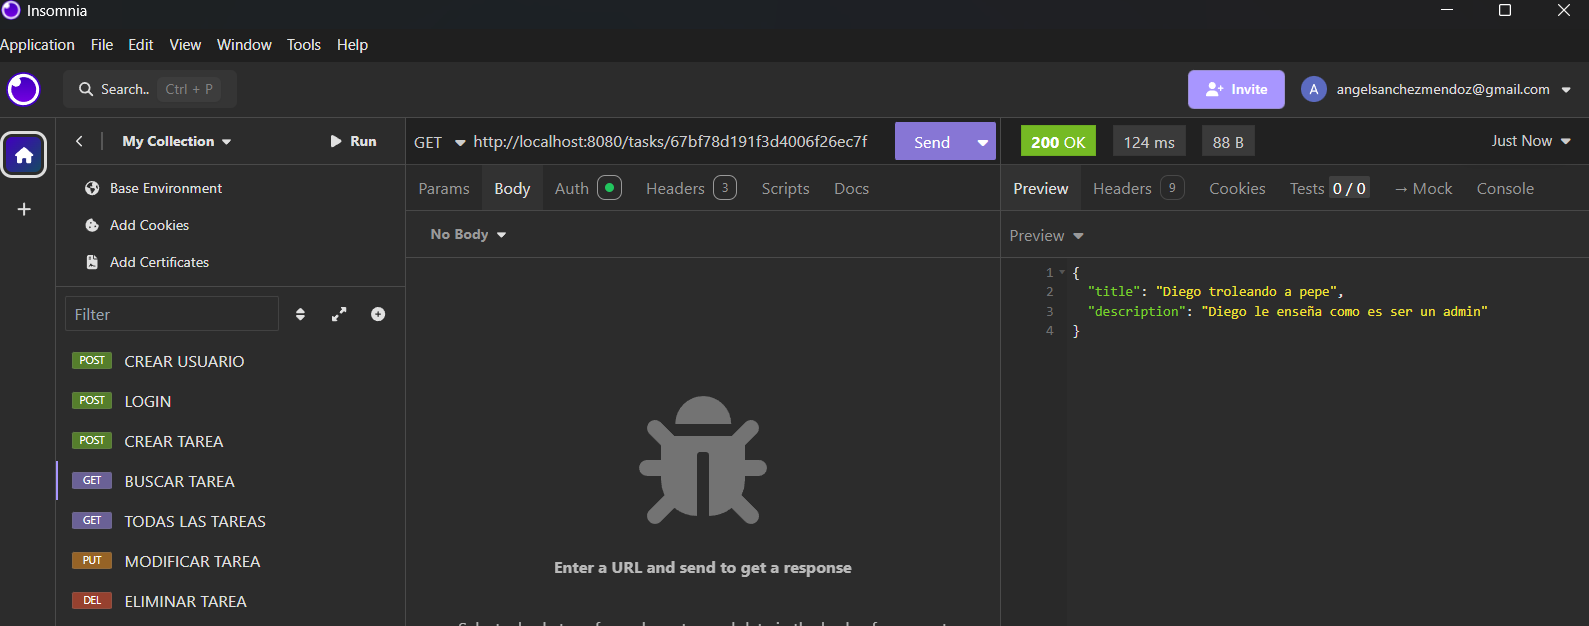 Insomnia
Application File Edit View Window Tools Help
Search.. Ctrl + P
Invite
A angelsanchezmendoz@gmail.com
My Collection Run
GET http://localhost:8080/tasks/67bf78d191f3d4006f26ec7f Send
200 OK 124 ms 88 B Just Now
Base Environment
Add Cookies
Add Certificates
Filter
POST CREAR USUARIO
POST LOGIN
POST CREAR TAREA
GET BUSCAR TAREA
GET TODAS LAS TAREAS
PUT MODIFICAR TAREA
DEL ELIMINAR TAREA
Params Body Auth Headers 3 Scripts Docs
No Body
Enter a URL and send to get a response
Preview Headers 9 Cookies Tests 0 / 0 → Mock Console
Preview
1 {
2 "title": "Diego troleando a pepe",
3 "description": "Diego le enseña como es ser un admin"
4 }